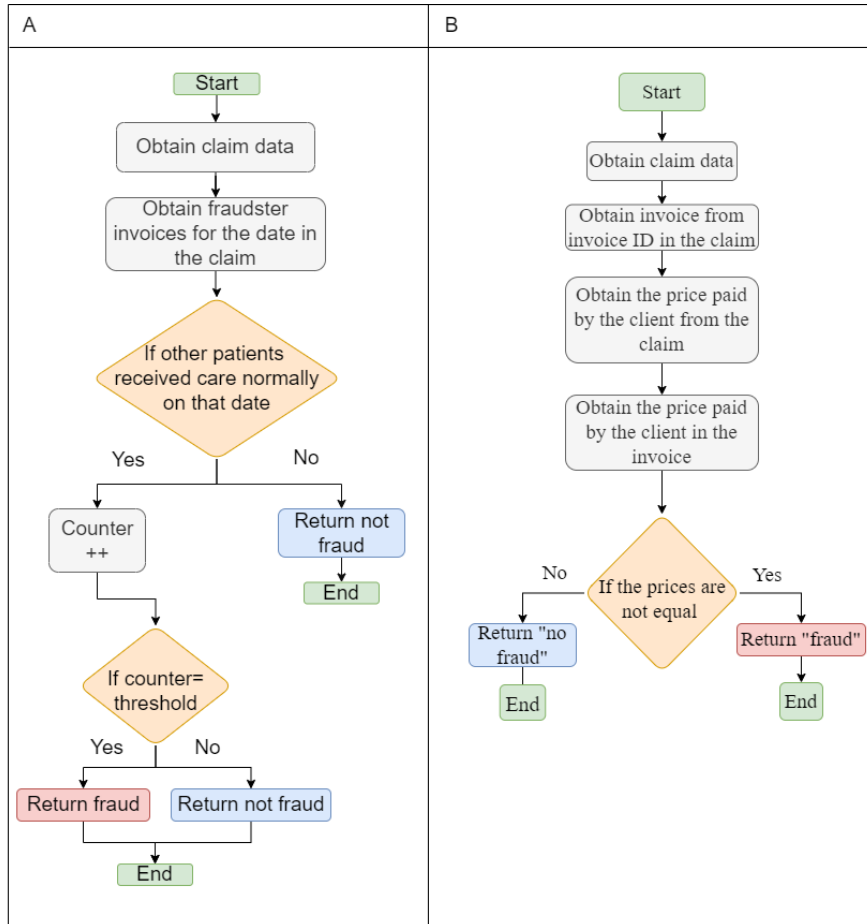 A
Start
Obtain claim data
Obtain fraudster
invoices for the date in
the claim
If other patients
received care normally
on that date
Yes
No
Counter
++
Return not
fraud
End
If counter=
threshold
Yes
No
Return fraud
Return not fraud
End
B
Start
Obtain claim data
Obtain invoice from
invoice ID in the claim
Obtain the price paid
by the client from the
claim
Obtain the price paid
by the client in the
invoice
If the prices are
not equal
No
Yes
Return "no
fraud"
Return "fraud"
End
End